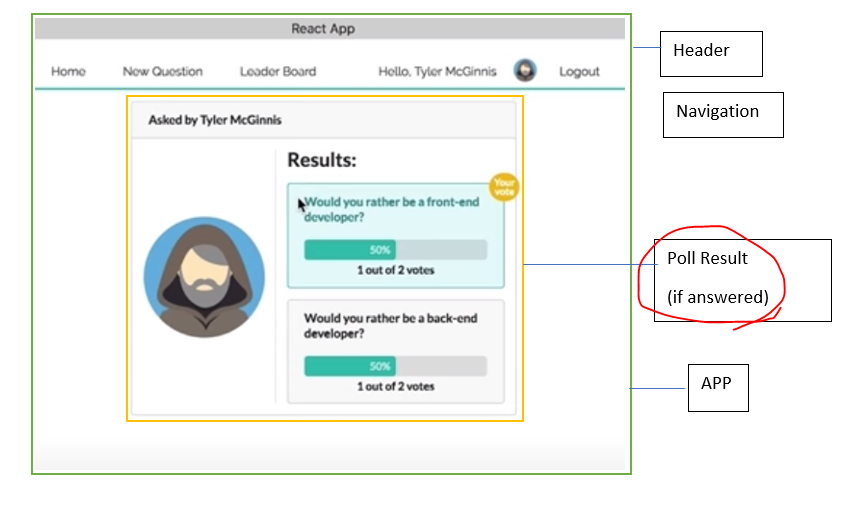 React App
Home New Question Leader Board Hello, Tyler McGinnis Logout
Header
Navigation
Asked by Tyler McGinnis
Results:
Your
vote
Would you rather be a front-end
developer?
50%
1 out of 2 votes
Poll Result
(if answered)
Would you rather be a back-end
developer?
50%
1 out of 2 votes
APP